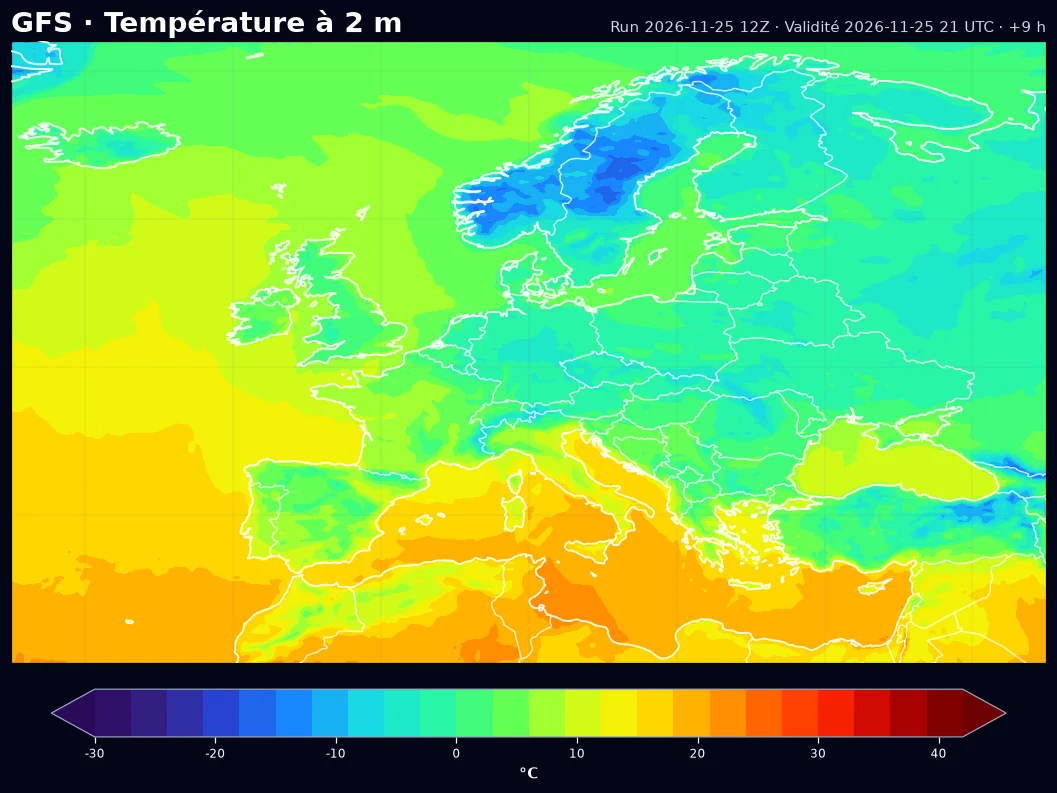 GFS · Température à 2 m
Run 2026-11-25 12Z · Validité 2026-11-25 21 UTC · +9 h
-30 -20 -10 0 10 20 30 40
°C